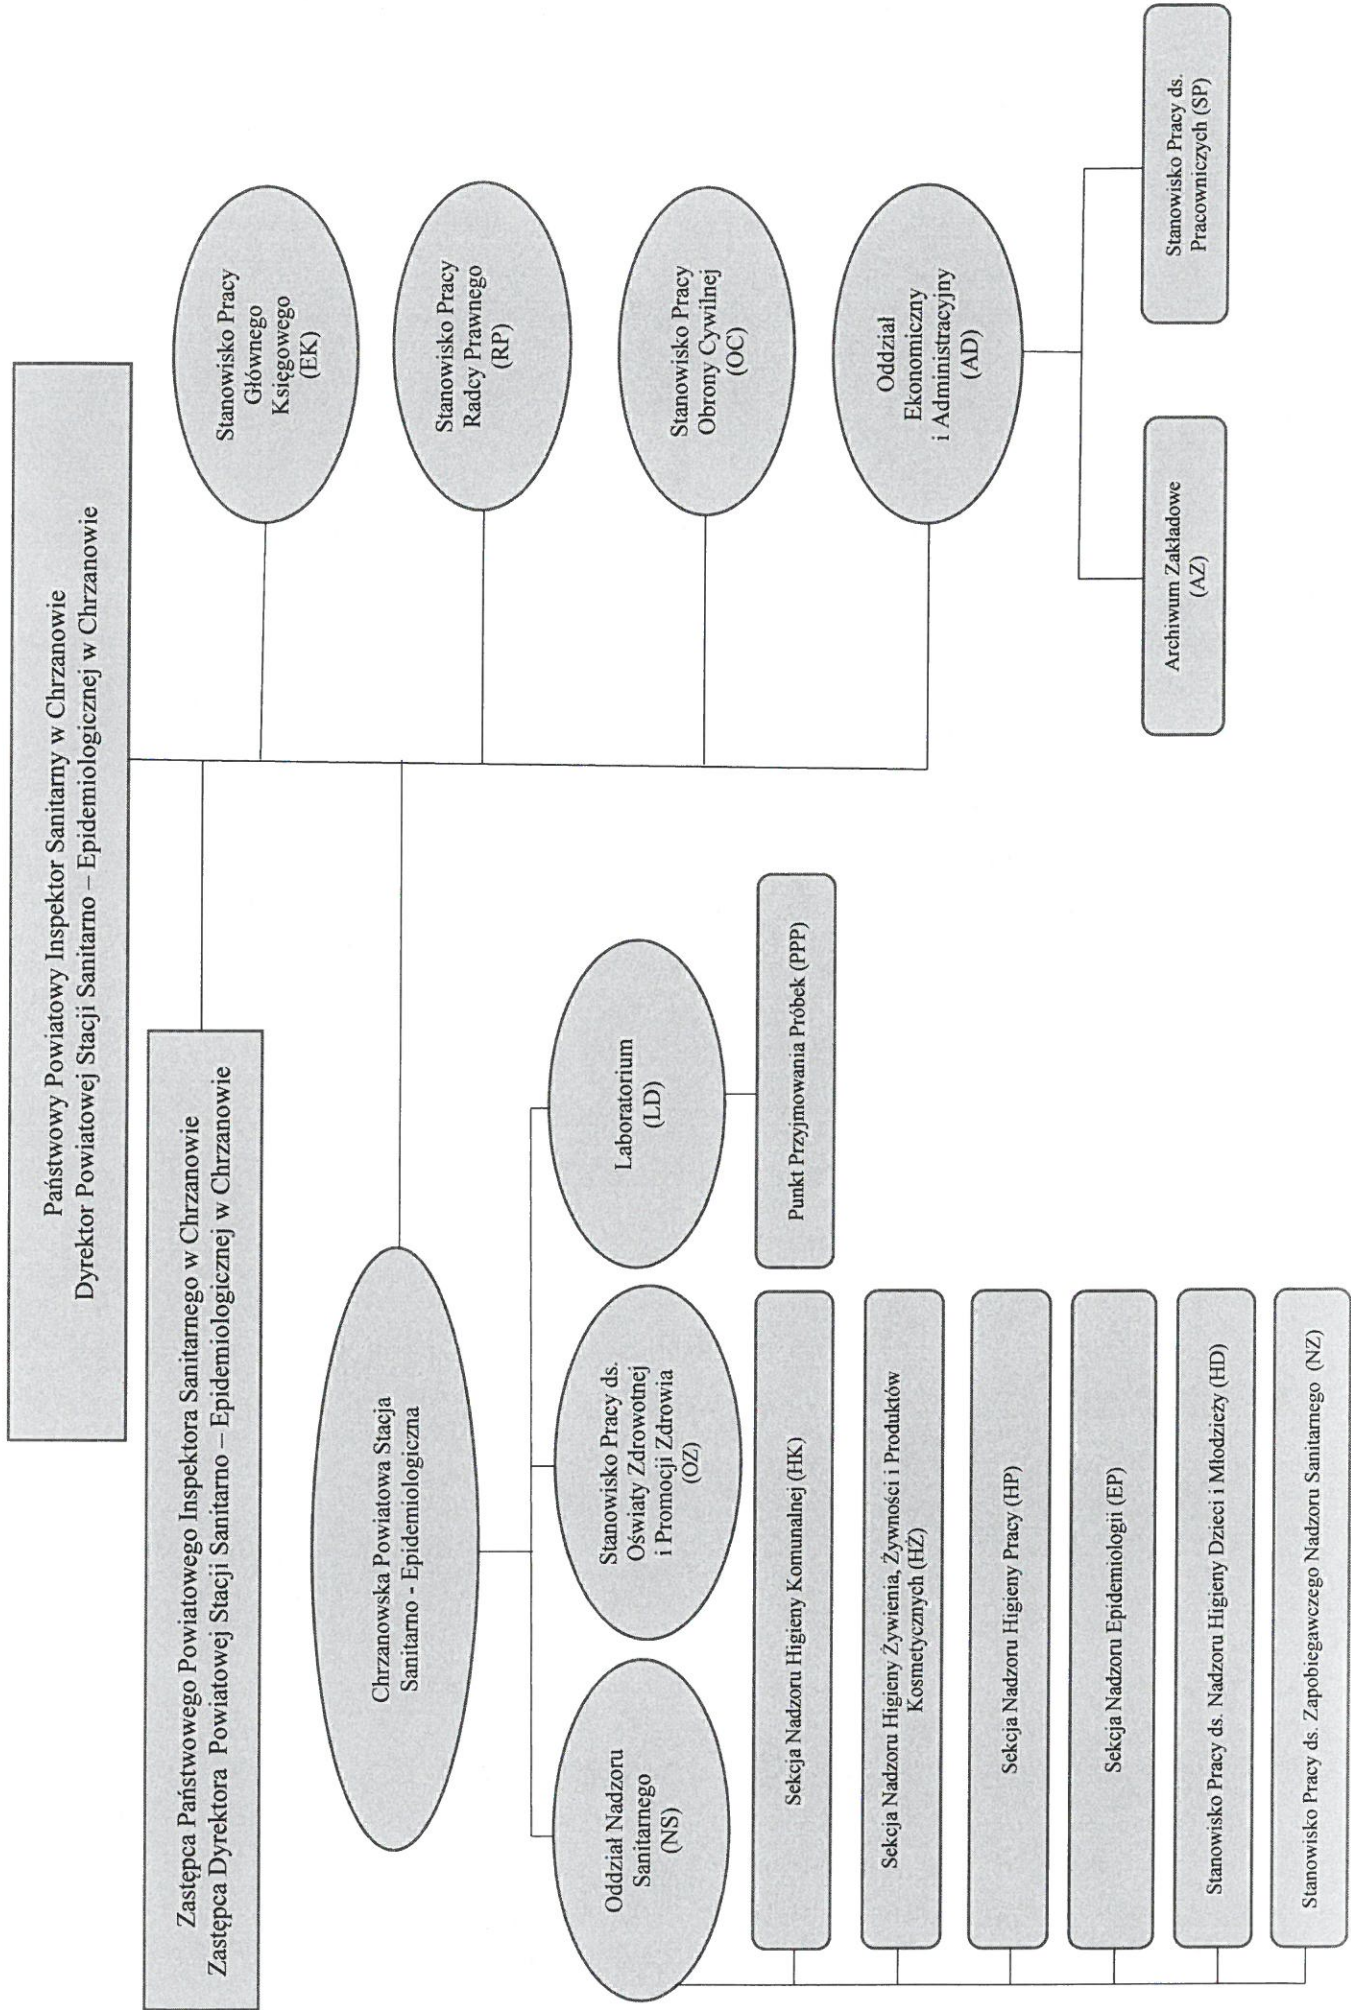 Państwowy Powiatowy Inspektor Sanitarny w Chrzanowie
Dyrektor Powiatowej Stacji Sanitarno – Epidemiologicznej w Chrzanowie
Zastępca Państwowego Powiatowego Inspektora Sanitarnego w Chrzanowie
Zastępca Dyrektora Powiatowej Stacji Sanitarno – Epidemiologicznej w Chrzanowie
Chrzanowska Powiatowa Stacja
Sanitarno - Epidemiologiczna
Oddział Nadzoru
Sanitarnego
(NS)
Stanowisko Pracy ds.
Oświaty Zdrowotnej
i Promocji Zdrowia
(OZ)
Laboratorium
(LD)
Punkt Przyjmowania Próbek (PPP)
Sekcja Nadzoru Higieny Komunalnej (HK)
Sekcja Nadzoru Higieny Żywienia, Żywności i Produktów
Kosmetycznych (HŻ)
Sekcja Nadzoru Higieny Pracy (HP)
Sekcja Nadzoru Epidemiologii (EP)
Stanowisko Pracy ds. Nadzoru Higieny Dzieci i Młodzieży (HD)
Stanowisko Pracy ds. Zapobiegawczego Nadzoru Sanitarnego (NZ)
Stanowisko Pracy
Głównego
Księgowego
(EK)
Stanowisko Pracy
Radcy Prawnego
(RP)
Stanowisko Pracy
Obrony Cywilnej
(OC)
Oddział
Ekonomiczny
i Administracyjny
(AD)
Archiwum Zakładowe
(AZ)
Stanowisko Pracy ds.
Pracowniczych (SP)